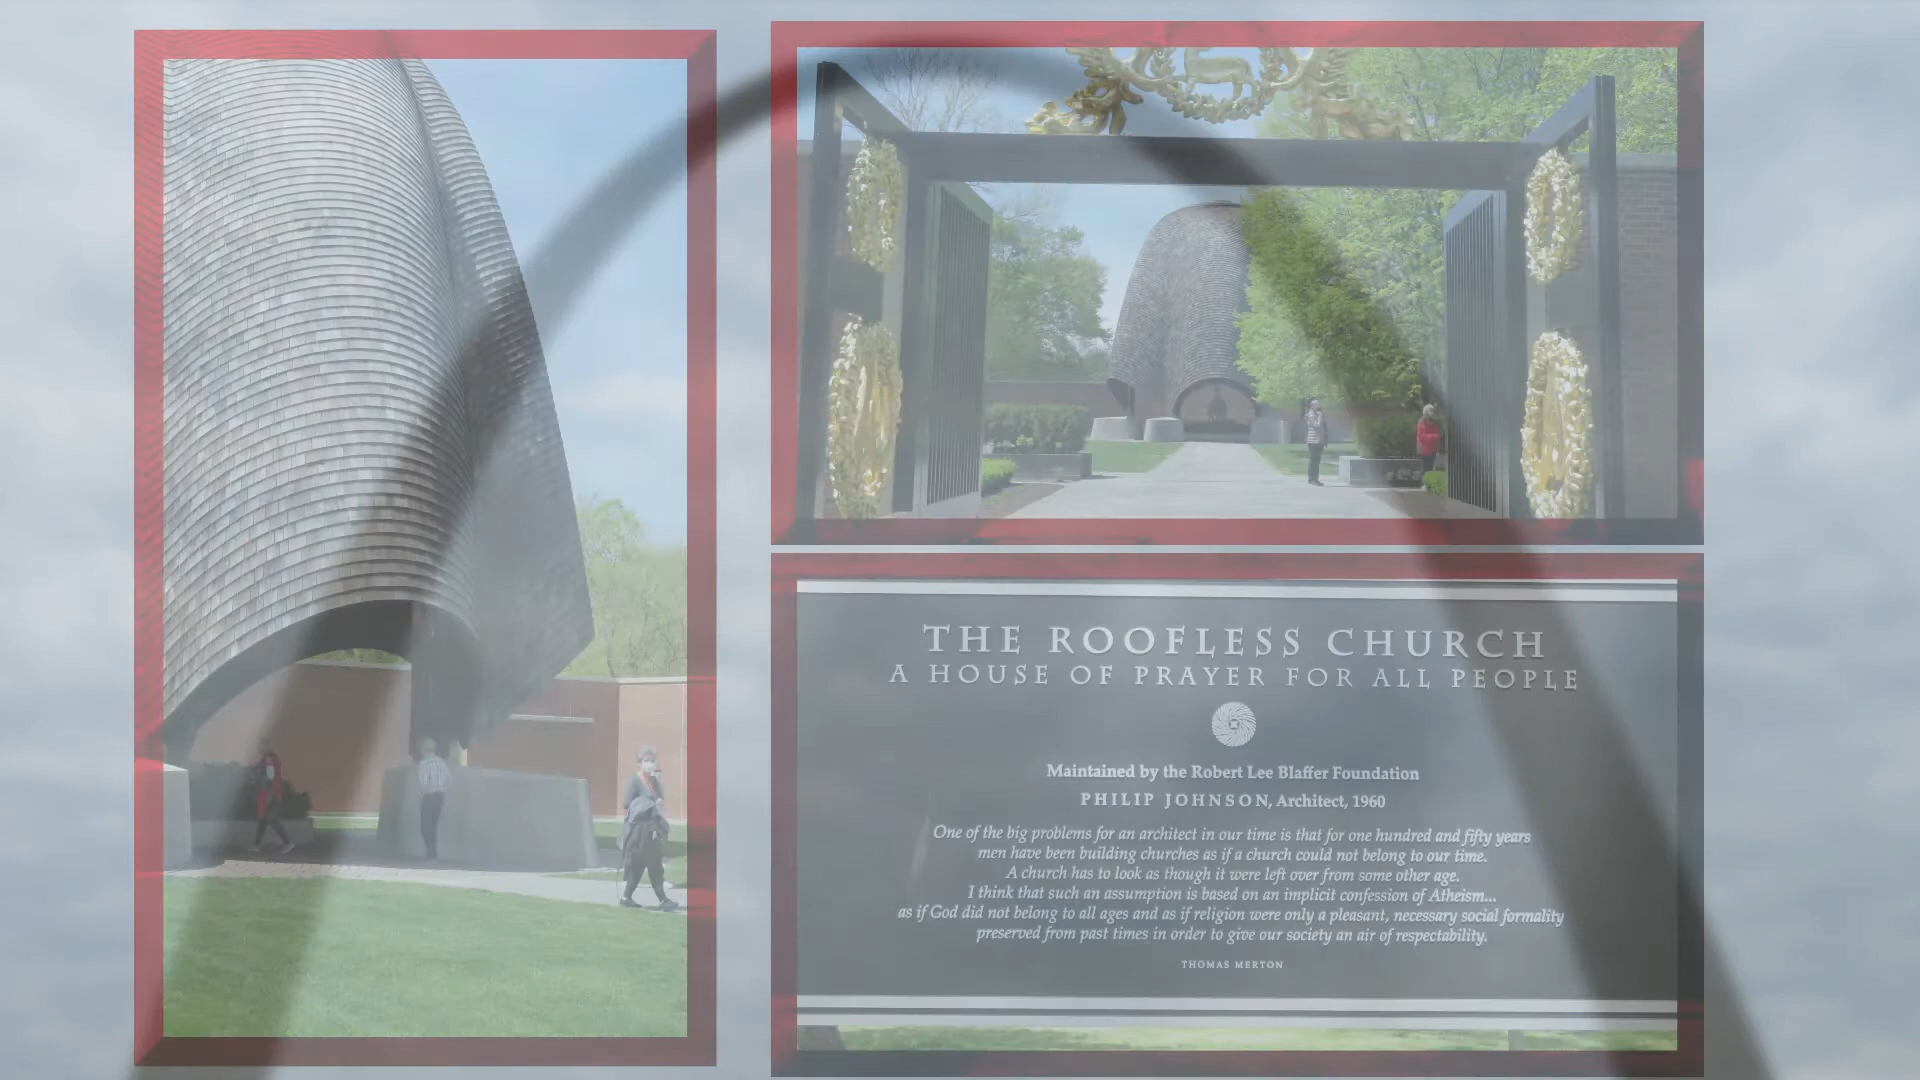 THE ROOFLESS CHURCH
A HOUSE OF PRAYER FOR ALL PEOPLE
Maintained by the Robert Lee Blaffer Foundation
PHILIP JOHNSON, Architect, 1960
One of the big problems for an architect in our time is that for one hundred and fifty years
men have been building churches as if a church could not belong to our time.
A church has to look as though it were left over from some other age.
I think that such an assumption is based on an implicit confession of Atheism...
as if God did not belong to all ages and as if religion were only a pleasant, necessary social formality
preserved from past times in order to give our society an air of respectability.
THOMAS MERTON